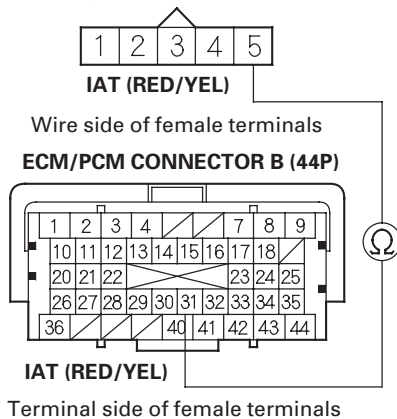 1 2 3 4 5
IAT (RED/YEL)
Wire side of female terminals
ECM/PCM CONNECTOR B (44P)
1 2 3 4 7 8 9
Ω
10 11 12 13 14 15 16 17 18
20 21 22 23 24 25
26 27 28 29 30 31 32 33 34 35
36 40 41 42 43 44
IAT (RED/YEL)
Terminal side of female terminals